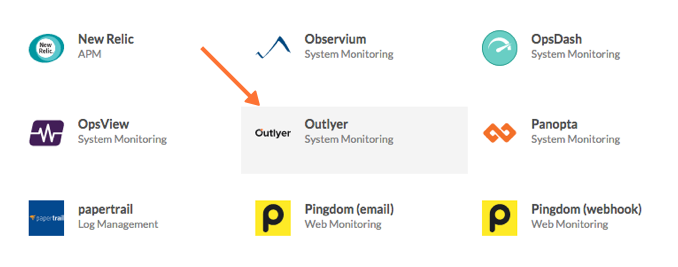 New Relic
New Relic.
APM
Observium
System Monitoring
OpsDash
System Monitoring
OpsView
System Monitoring
Outlyer
Outlyer
System Monitoring
Panopta
System Monitoring
papertrail
papertrail
Log Management
Pingdom (email)
Web Monitoring
Pingdom (webhook)
Web Monitoring